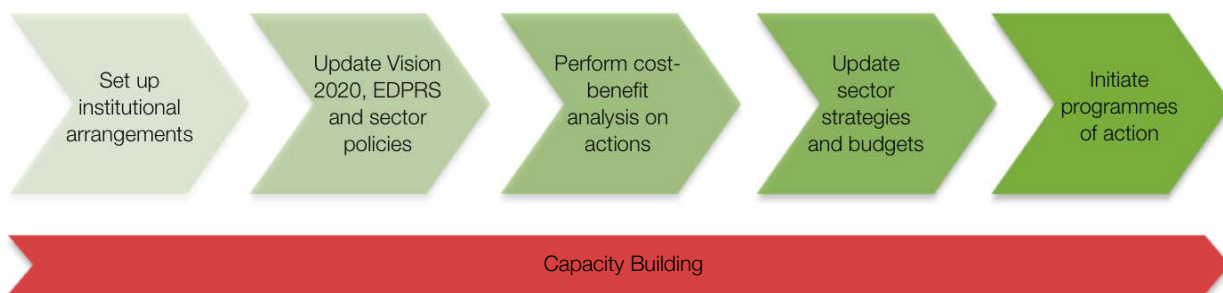 Set up
institutional
arrangements
Update Vision
2020, EDPRS
and sector
policies
Perform cost-
benefit
analysis on
actions
Update
sector
strategies
and budgets
Initiate
programmes
of action
Capacity Building